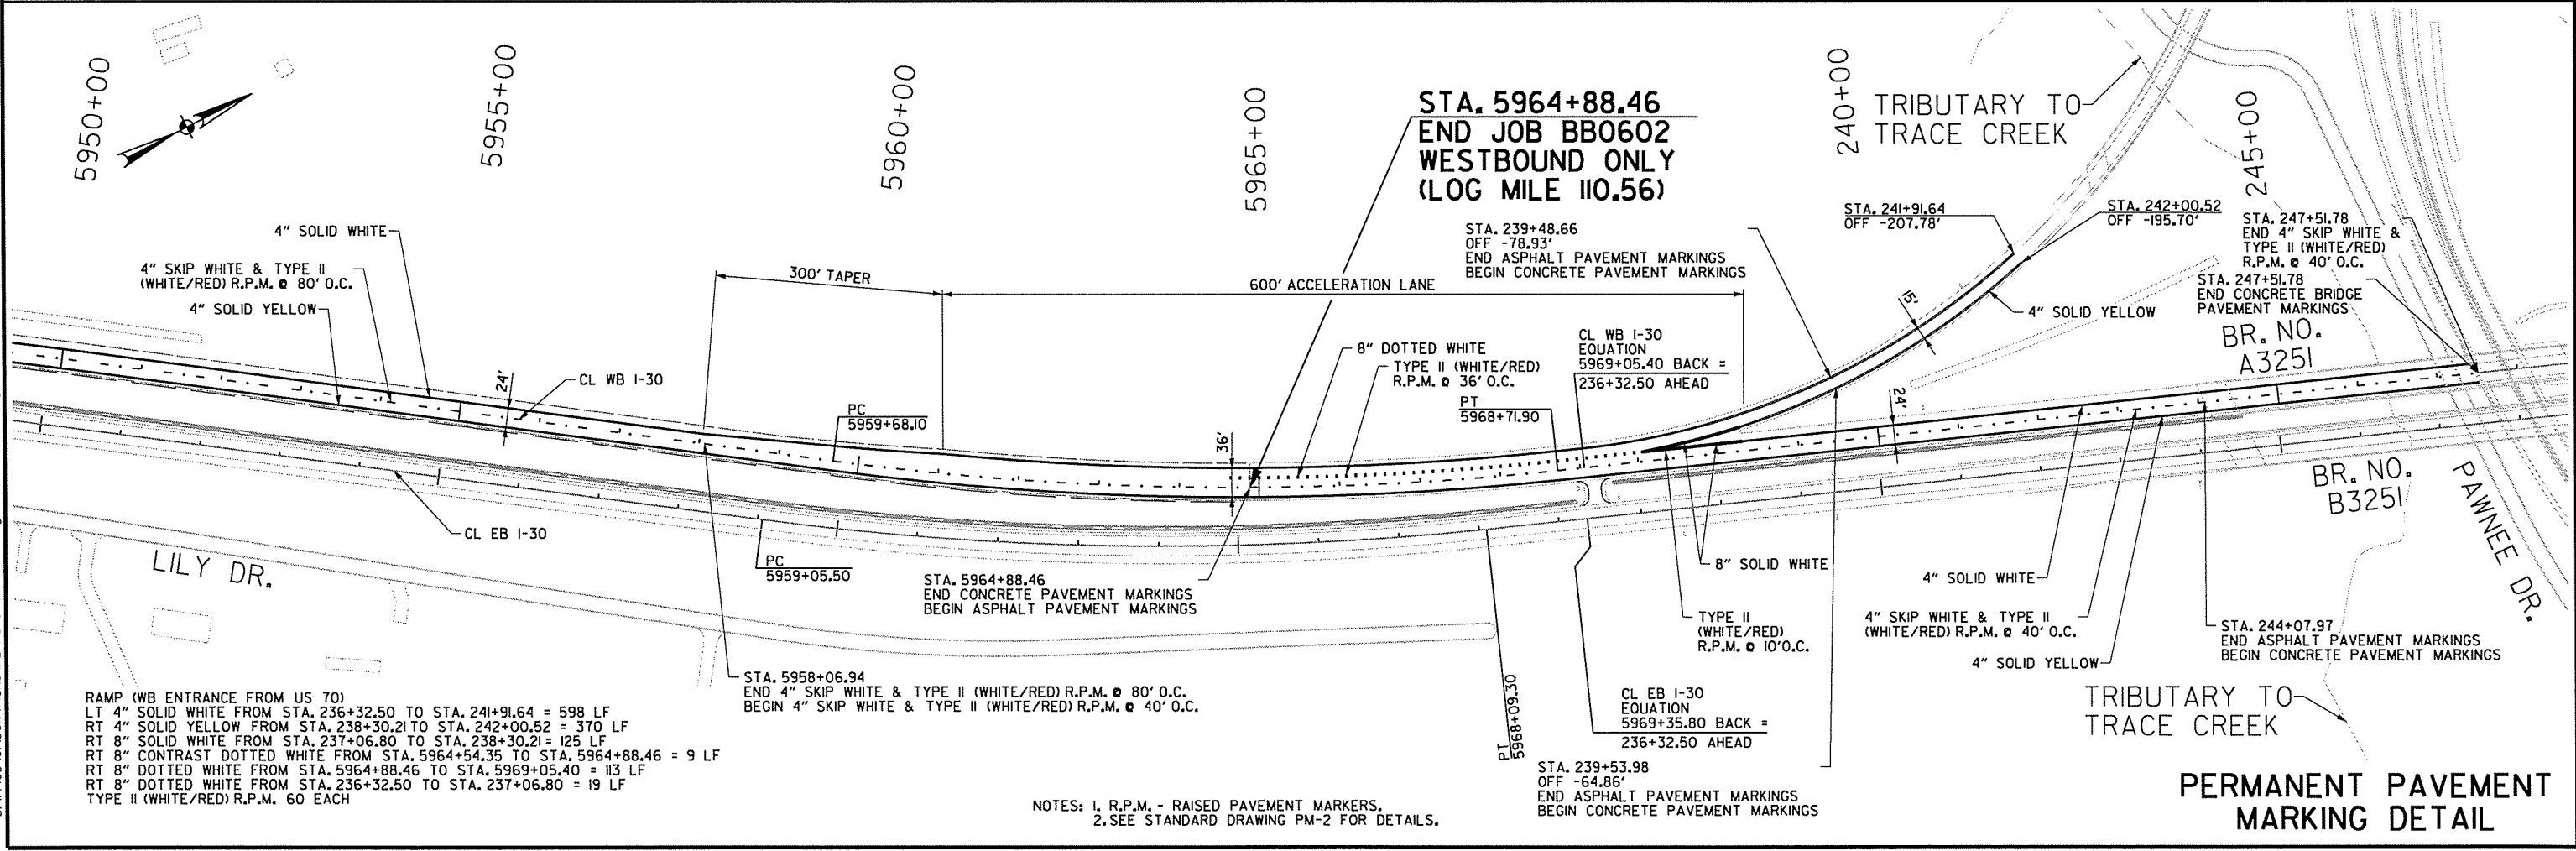 5950+00
5955+00
5960+00
5965+00
240+00
245+00
STA. 5964+88.46
END JOB BB0602
WESTBOUND ONLY
(LOG MILE 110.56)
TRIBUTARY TO
TRACE CREEK
STA. 239+48.66
OFF -78.93'
END ASPHALT PAVEMENT MARKINGS
BEGIN CONCRETE PAVEMENT MARKINGS
STA. 241+91.64
OFF -207.78'
STA. 242+00.52
OFF -195.70'
STA. 247+51.78
END 4" SKIP WHITE &
TYPE II (WHITE/RED)
R.P.M. @ 40' O.C.
STA. 247+51.78
END CONCRETE BRIDGE
PAVEMENT MARKINGS
BR. NO.
A3251
4" SOLID WHITE
4" SKIP WHITE & TYPE II
(WHITE/RED) R.P.M. @ 80' O.C.
4" SOLID YELLOW
300' TAPER
600' ACCELERATION LANE
15'
4" SOLID YELLOW
24'
CL WB I-30
PC
5959+68.10
36'
8" DOTTED WHITE
TYPE II (WHITE/RED)
R.P.M. @ 36' O.C.
PT
5968+71.90
CL WB I-30
EQUATION
5969+05.40 BACK =
236+32.50 AHEAD
24'
BR. NO.
B3251
PAWNEE DR.
CL EB I-30
LILY DR.
PC
5959+05.50
STA. 5964+88.46
END CONCRETE PAVEMENT MARKINGS
BEGIN ASPHALT PAVEMENT MARKINGS
8" SOLID WHITE
TYPE II
(WHITE/RED)
R.P.M. @ 10'O.C.
4" SOLID WHITE
4" SKIP WHITE & TYPE II
(WHITE/RED) R.P.M. @ 40' O.C.
4" SOLID YELLOW
STA. 244+07.97
END ASPHALT PAVEMENT MARKINGS
BEGIN CONCRETE PAVEMENT MARKINGS
STA. 5958+06.94
END 4" SKIP WHITE & TYPE II (WHITE/RED) R.P.M. @ 80' O.C.
BEGIN 4" SKIP WHITE & TYPE II (WHITE/RED) R.P.M. @ 40' O.C.
PT
5968+09.30
CL EB I-30
EQUATION
5969+35.80 BACK =
236+32.50 AHEAD
TRIBUTARY TO
TRACE CREEK
RAMP (WB ENTRANCE FROM US 70)
LT 4" SOLID WHITE FROM STA. 236+32.50 TO STA. 241+91.64 = 598 LF
RT 4" SOLID YELLOW FROM STA. 238+30.21 TO STA. 242+00.52 = 370 LF
RT 8" SOLID WHITE FROM STA. 237+06.80 TO STA. 238+30.21 = 125 LF
RT 8" CONTRAST DOTTED WHITE FROM STA. 5964+54.35 TO STA. 5964+88.46 = 9 LF
RT 8" DOTTED WHITE FROM STA. 5964+88.46 TO STA. 5969+05.40 = 113 LF
RT 8" DOTTED WHITE FROM STA. 236+32.50 TO STA. 237+06.80 = 19 LF
TYPE II (WHITE/RED) R.P.M. 60 EACH
STA. 239+53.98
OFF -64.86'
END ASPHALT PAVEMENT MARKINGS
BEGIN CONCRETE PAVEMENT MARKINGS
NOTES: 1. R.P.M. - RAISED PAVEMENT MARKERS.
2. SEE STANDARD DRAWING PM-2 FOR DETAILS.
PERMANENT PAVEMENT
MARKING DETAIL